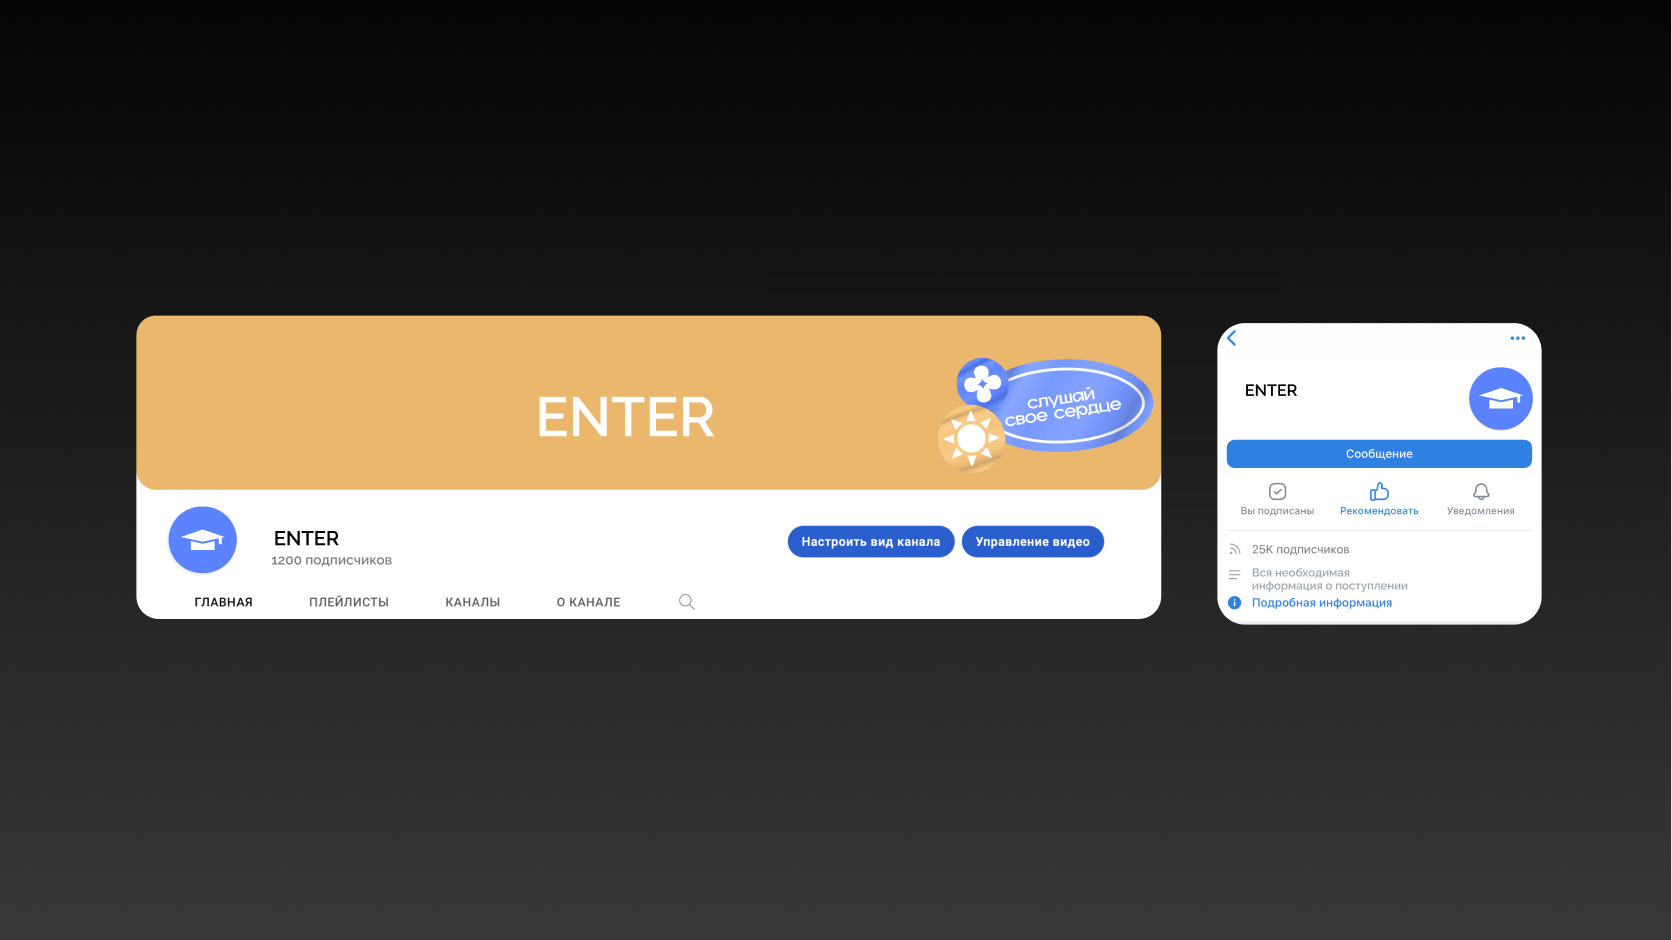 ENTER
слушай
свое сердце
ENTER
1200 подписчиков
Настроить вид канала
Управление видео
ГЛАВНАЯ
ПЛЕЙЛИСТЫ
КАНАЛЫ
О КАНАЛЕ
ENTER
Сообщение
Вы подписаны
Рекомендовать
Уведомления
25К подписчиков
Вся необходимая
информация о поступлении
Подробная информация